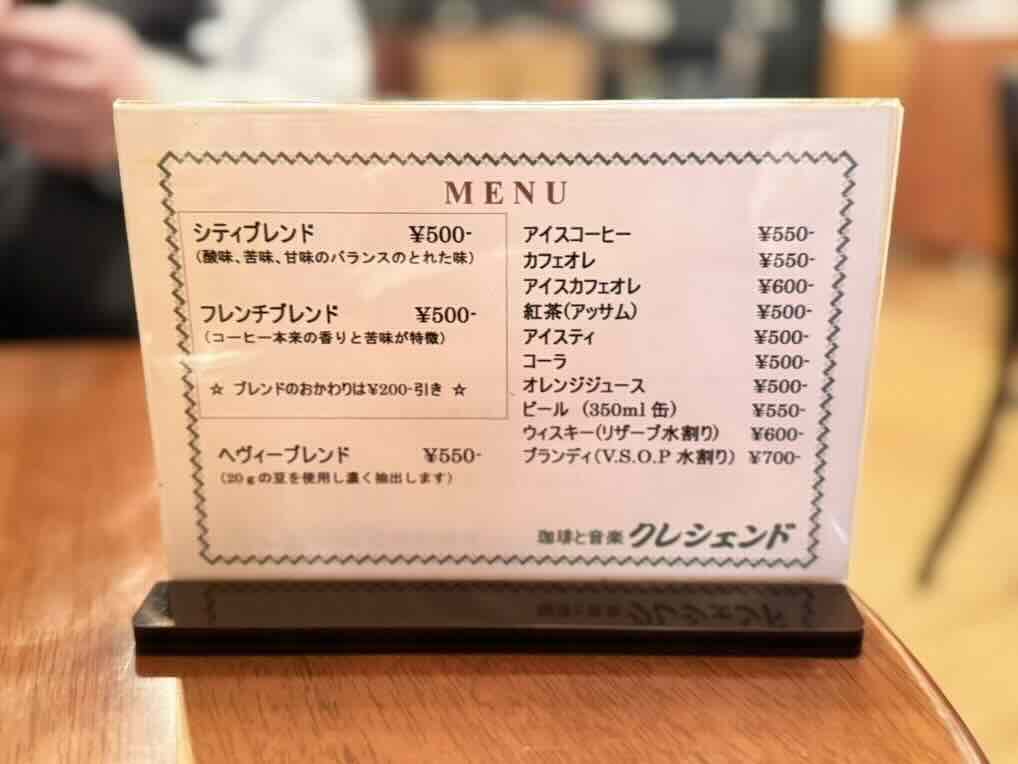 MENU
シティブレンド ¥500-
(酸味、苦味、甘味のバランスのとれた味)
フレンチブレンド ¥500-
(コーヒー本来の香りと苦味が特徴)
☆ ブレンドのおかわりは¥200-引き ☆
ヘヴィーブレンド ¥550-
(20gの豆を使用し濃く抽出します)
アイスコーヒー ¥550-
カフェオレ ¥550-
アイスカフェオレ ¥600-
紅茶(アッサム) ¥500-
アイスティ ¥500-
コーラ ¥500-
オレンジジュース ¥500-
ビール (350ml 缶) ¥550-
ウィスキー(リザーブ水割り) ¥600-
ブランディ(V.S.O.P 水割り) ¥700-
珈琲と音楽 クレシェンド